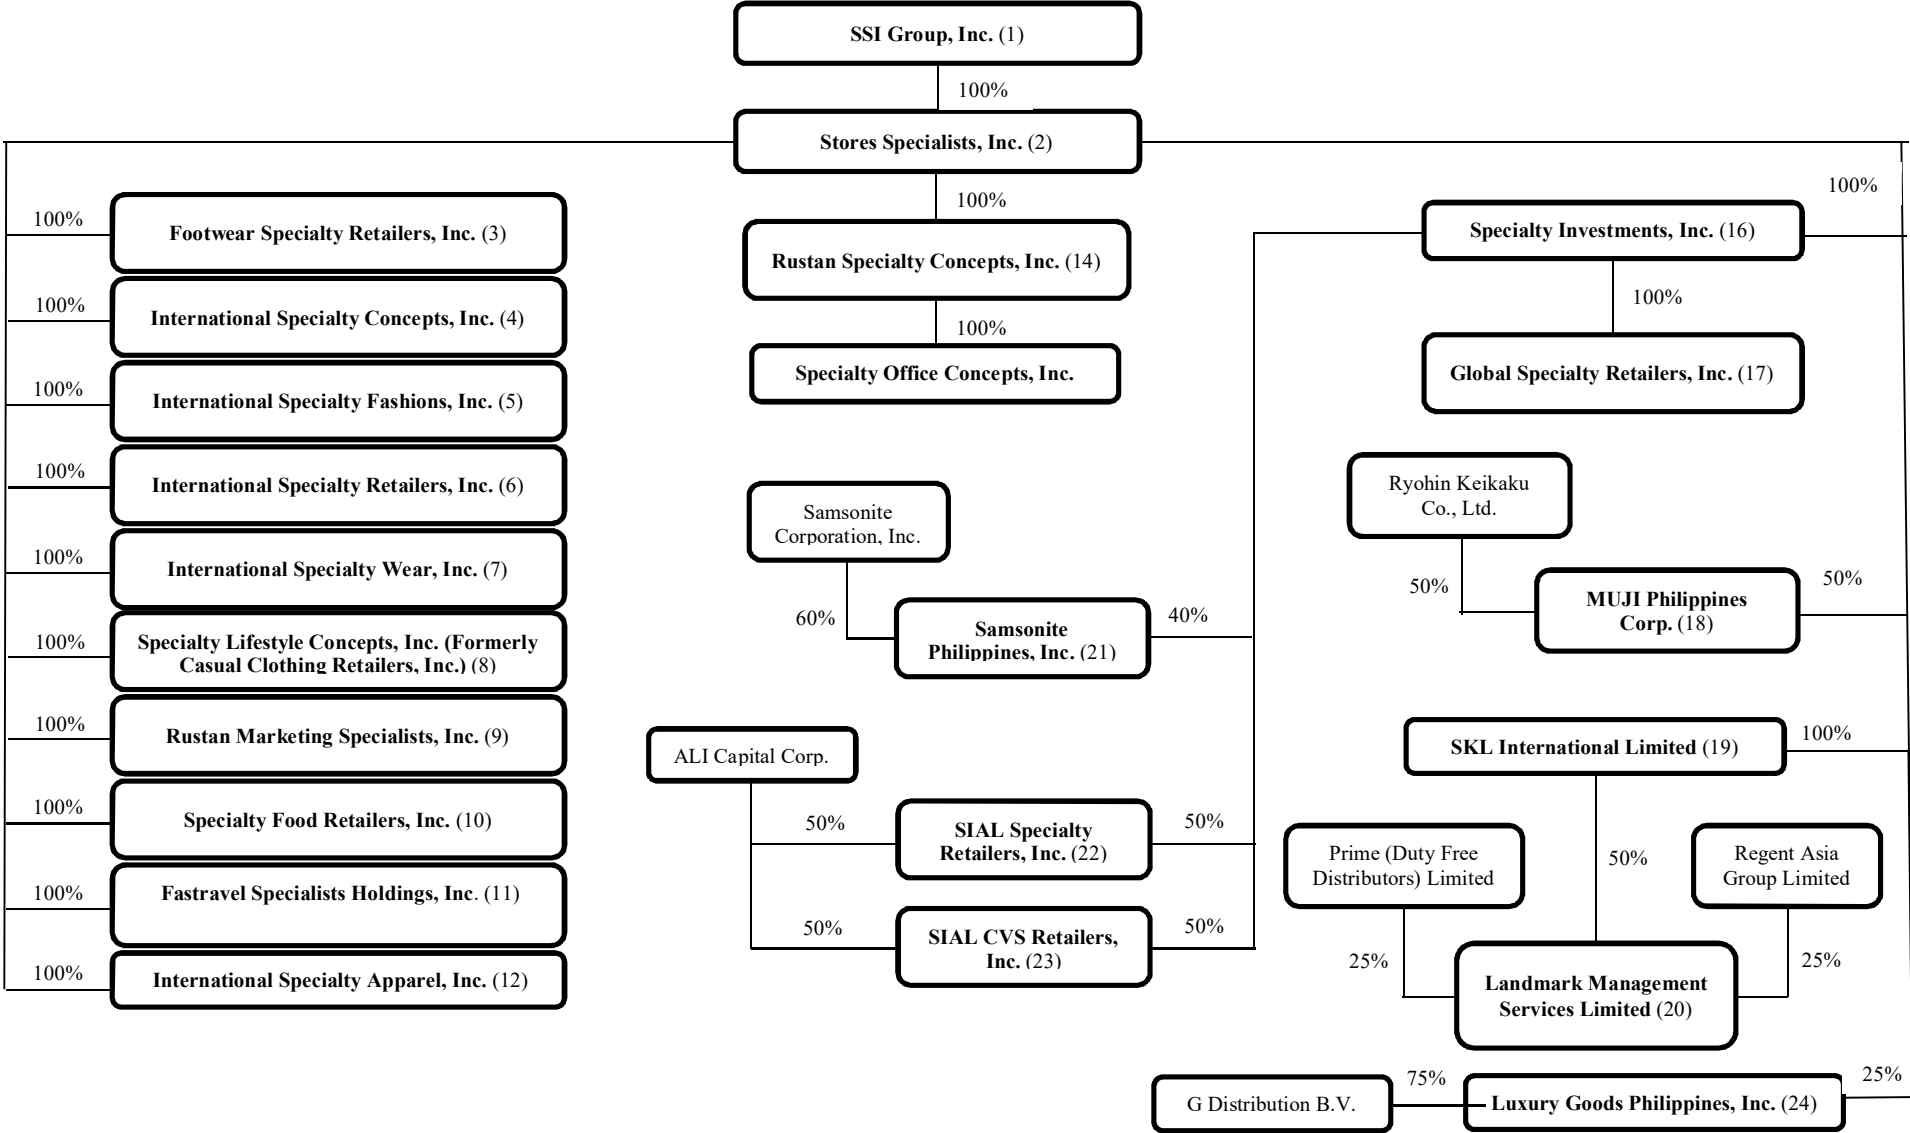 SSI Group, Inc. (1)
100%
Stores Specialists, Inc. (2)
100%
Footwear Specialty Retailers, Inc. (3)
100%
International Specialty Concepts, Inc. (4)
100%
International Specialty Fashions, Inc. (5)
100%
International Specialty Retailers, Inc. (6)
100%
International Specialty Wear, Inc. (7)
100%
Specialty Lifestyle Concepts, Inc. (Formerly
Casual Clothing Retailers, Inc.) (8)
100%
Rustan Marketing Specialists, Inc. (9)
100%
Specialty Food Retailers, Inc. (10)
100%
Fastravel Specialists Holdings, Inc. (11)
100%
International Specialty Apparel, Inc. (12)
100%
Rustan Specialty Concepts, Inc. (14)
100%
Specialty Office Concepts, Inc.
Samsonite
Corporation, Inc.
60%
Samsonite
Philippines, Inc. (21)
40%
ALI Capital Corp.
50%
SIAL Specialty
Retailers, Inc. (22)
50%
50%
SIAL CVS Retailers,
Inc. (23)
50%
100%
Specialty Investments, Inc. (16)
100%
Global Specialty Retailers, Inc. (17)
Ryohin Keikaku
Co., Ltd.
50%
MUJI Philippines
Corp. (18)
50%
SKL International Limited (19)
100%
Prime (Duty Free
Distributors) Limited
50%
Regent Asia
Group Limited
25%
25%
Landmark Management
Services Limited (20)
G Distribution B.V.
75%
Luxury Goods Philippines, Inc. (24)
25%